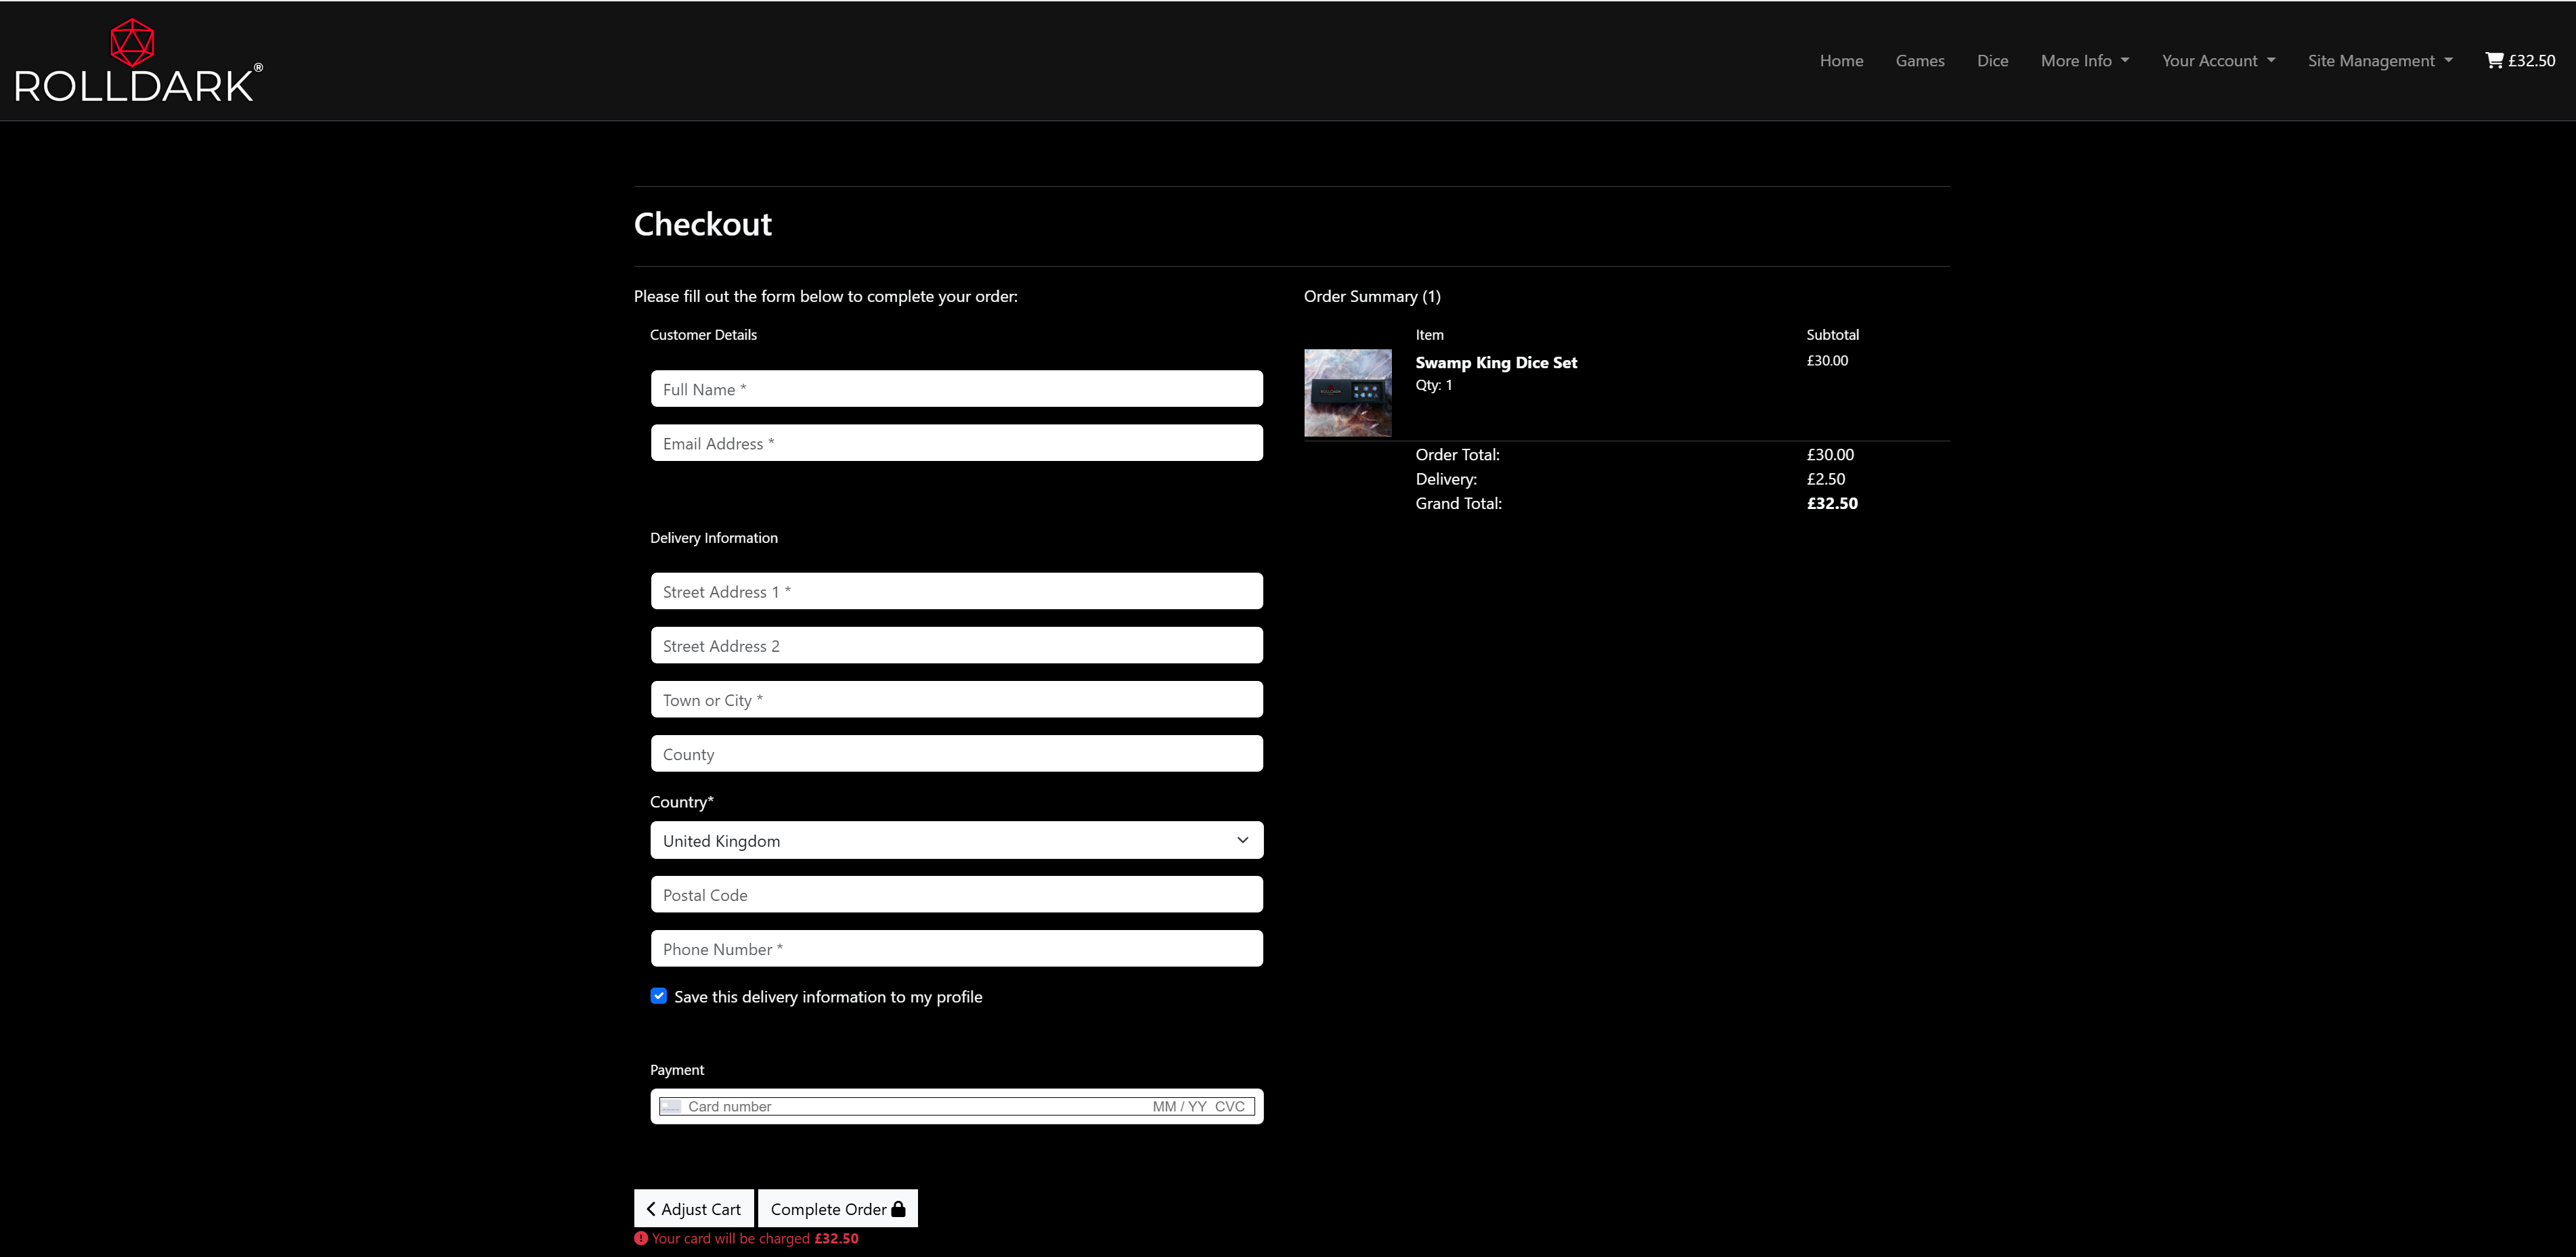 ROLLDARK®
Home Games Dice More Info Your Account Site Management £32.50
Checkout
Please fill out the form below to complete your order:
Customer Details
Full Name *
Email Address *
Delivery Information
Street Address 1 *
Street Address 2
Town or City *
County
Country*
United Kingdom
Postal Code
Phone Number *
Save this delivery information to my profile
Payment
Card number MM / YY CVC
Adjust Cart Complete Order
Your card will be charged £32.50
Order Summary (1)
Item Subtotal
Swamp King Dice Set £30.00
Qty: 1
ROLLDARK
Order Total: £30.00
Delivery: £2.50
Grand Total: £32.50